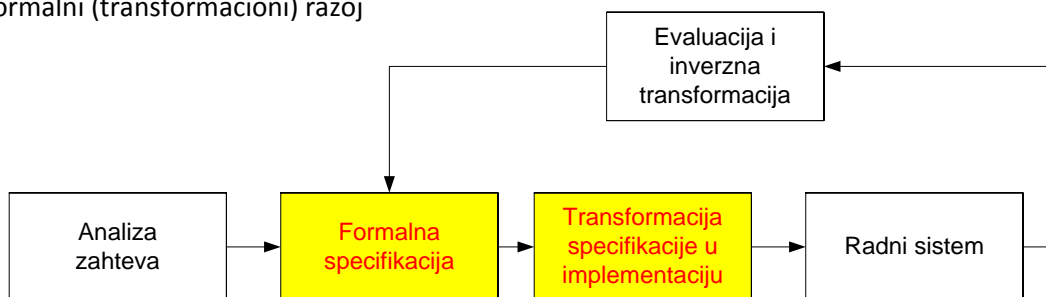 ormalni (transformacioni) razoj
Evaluacija i
inverzna
transformacija
Analiza
zahteva
Formalna
specifikacija
Transformacija
specifikacije u
implementaciju
Radni sistem